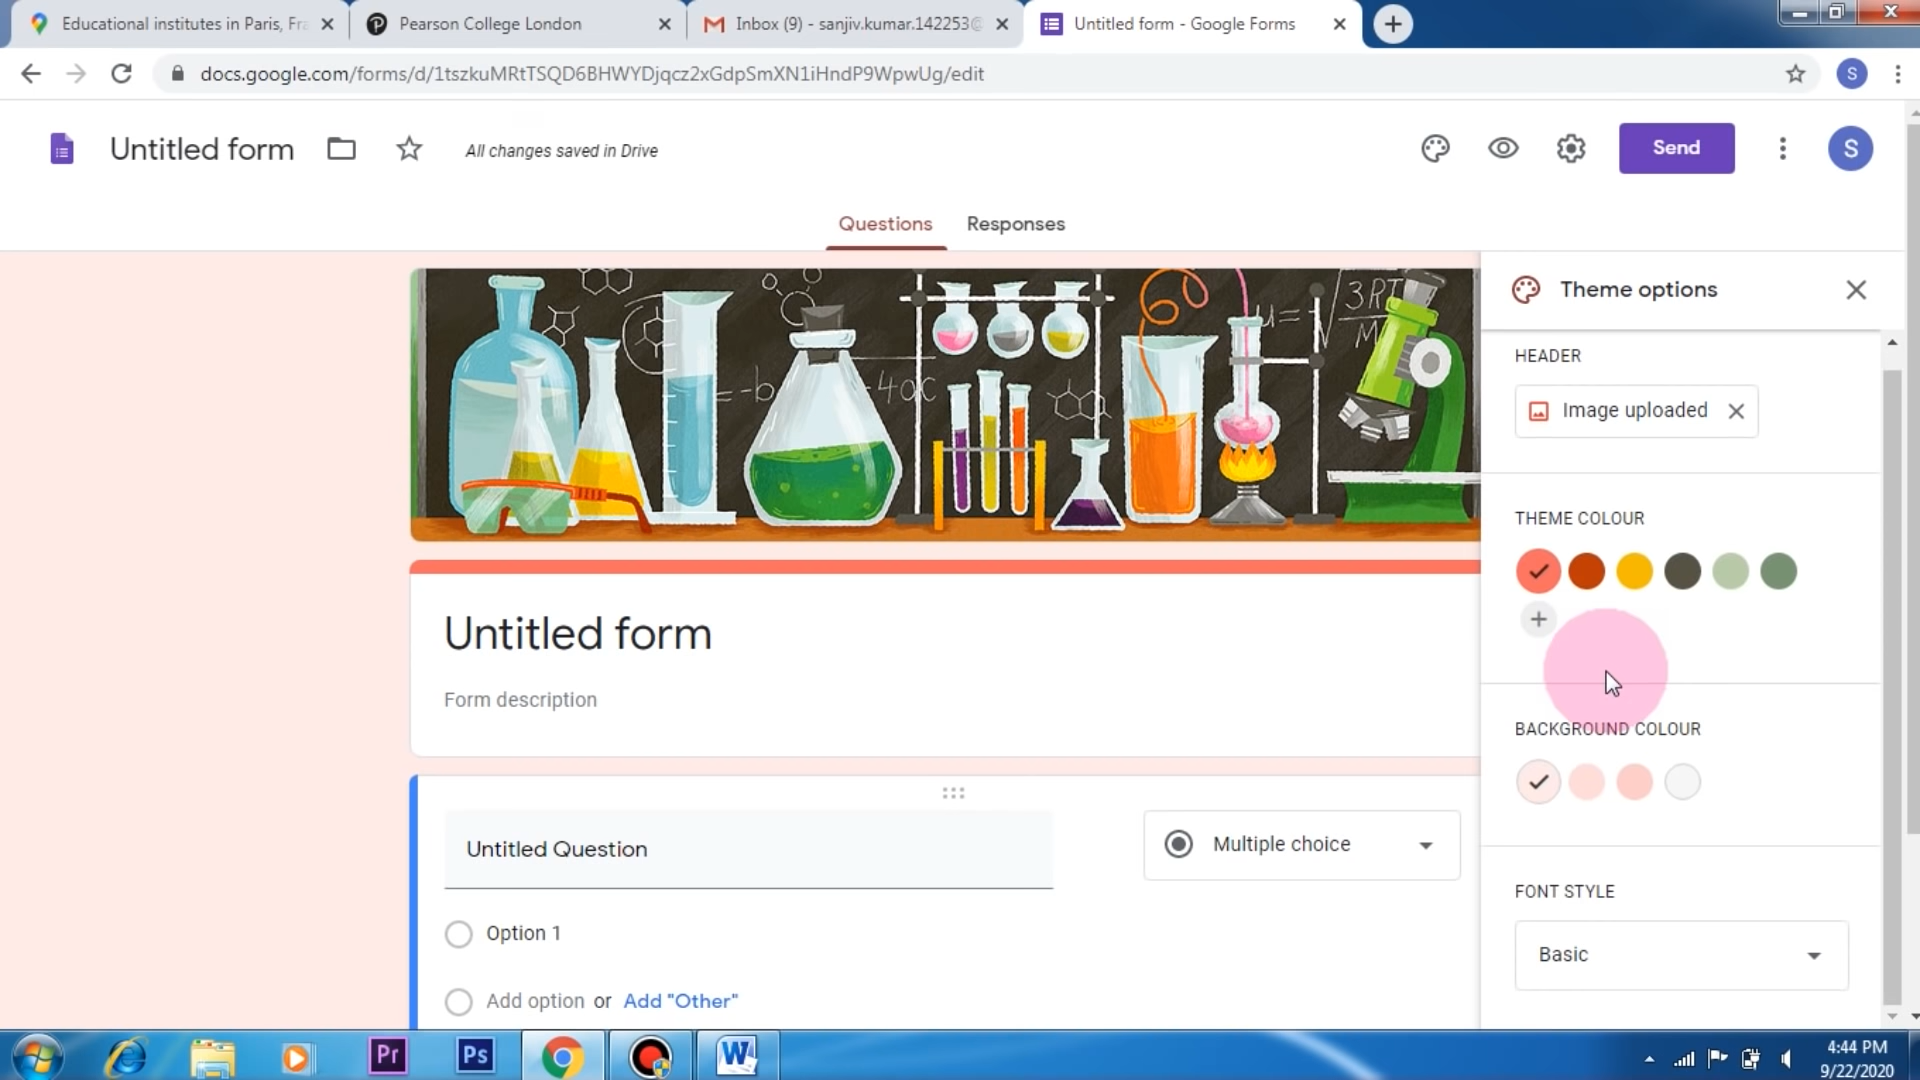 Educational institutes in Paris, Fra
Pearson College London
Inbox (9) - sanjiv.kumar.142253@
Untitled form - Google Forms
docs.google.com/forms/d/1tszkuMRtTSQD6BHWYDjqcz2xGdpSmXN1iHndP9WpwUg/edit
S
Untitled form
All changes saved in Drive
Send
S
Questions
Responses
Theme options
HEADER
Image uploaded
-b
-4ac
μ=
3RT
M
THEME COLOUR
Untitled form
Form description
BACKGROUND COLOUR
Untitled Question
Multiple choice
FONT STYLE
Basic
Option 1
Add option or Add "Other"
Pr
Ps
W
4:44 PM
9/22/2020